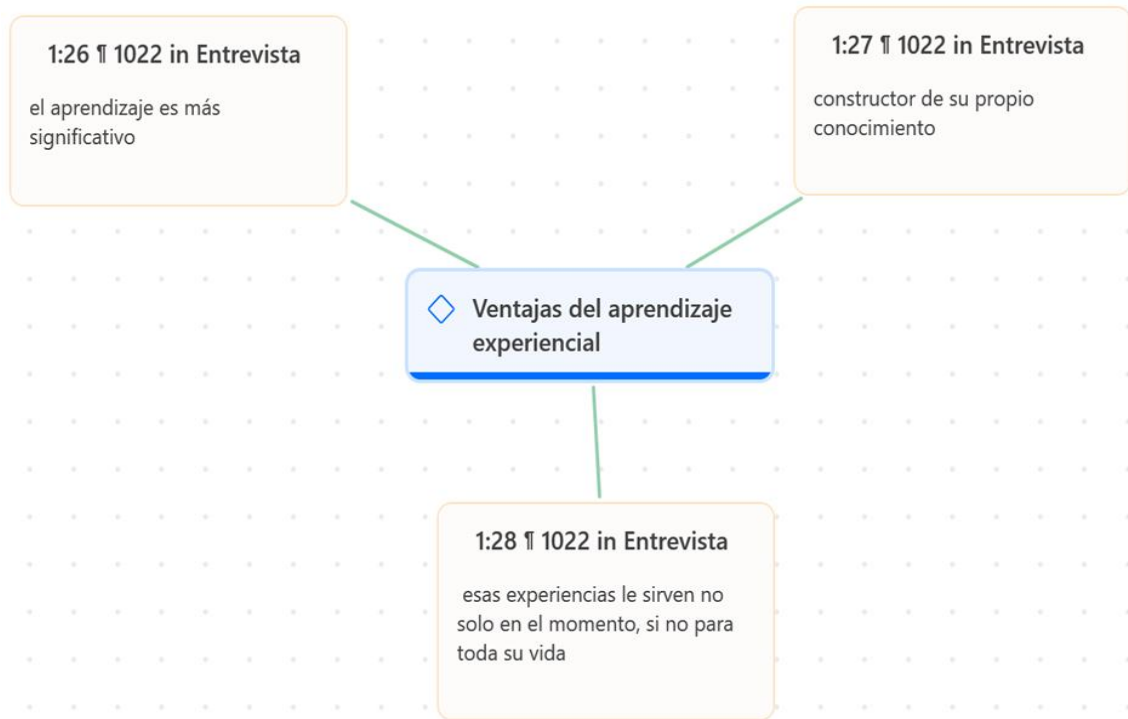 1:26 ¶ 1022 in Entrevista
el aprendizaje es más
significativo
1:27 ¶ 1022 in Entrevista
constructor de su propio
conocimiento
Ventajas del aprendizaje
experiencial
1:28 ¶ 1022 in Entrevista
esas experiencias le sirven no
solo en el momento, si no para
toda su vida